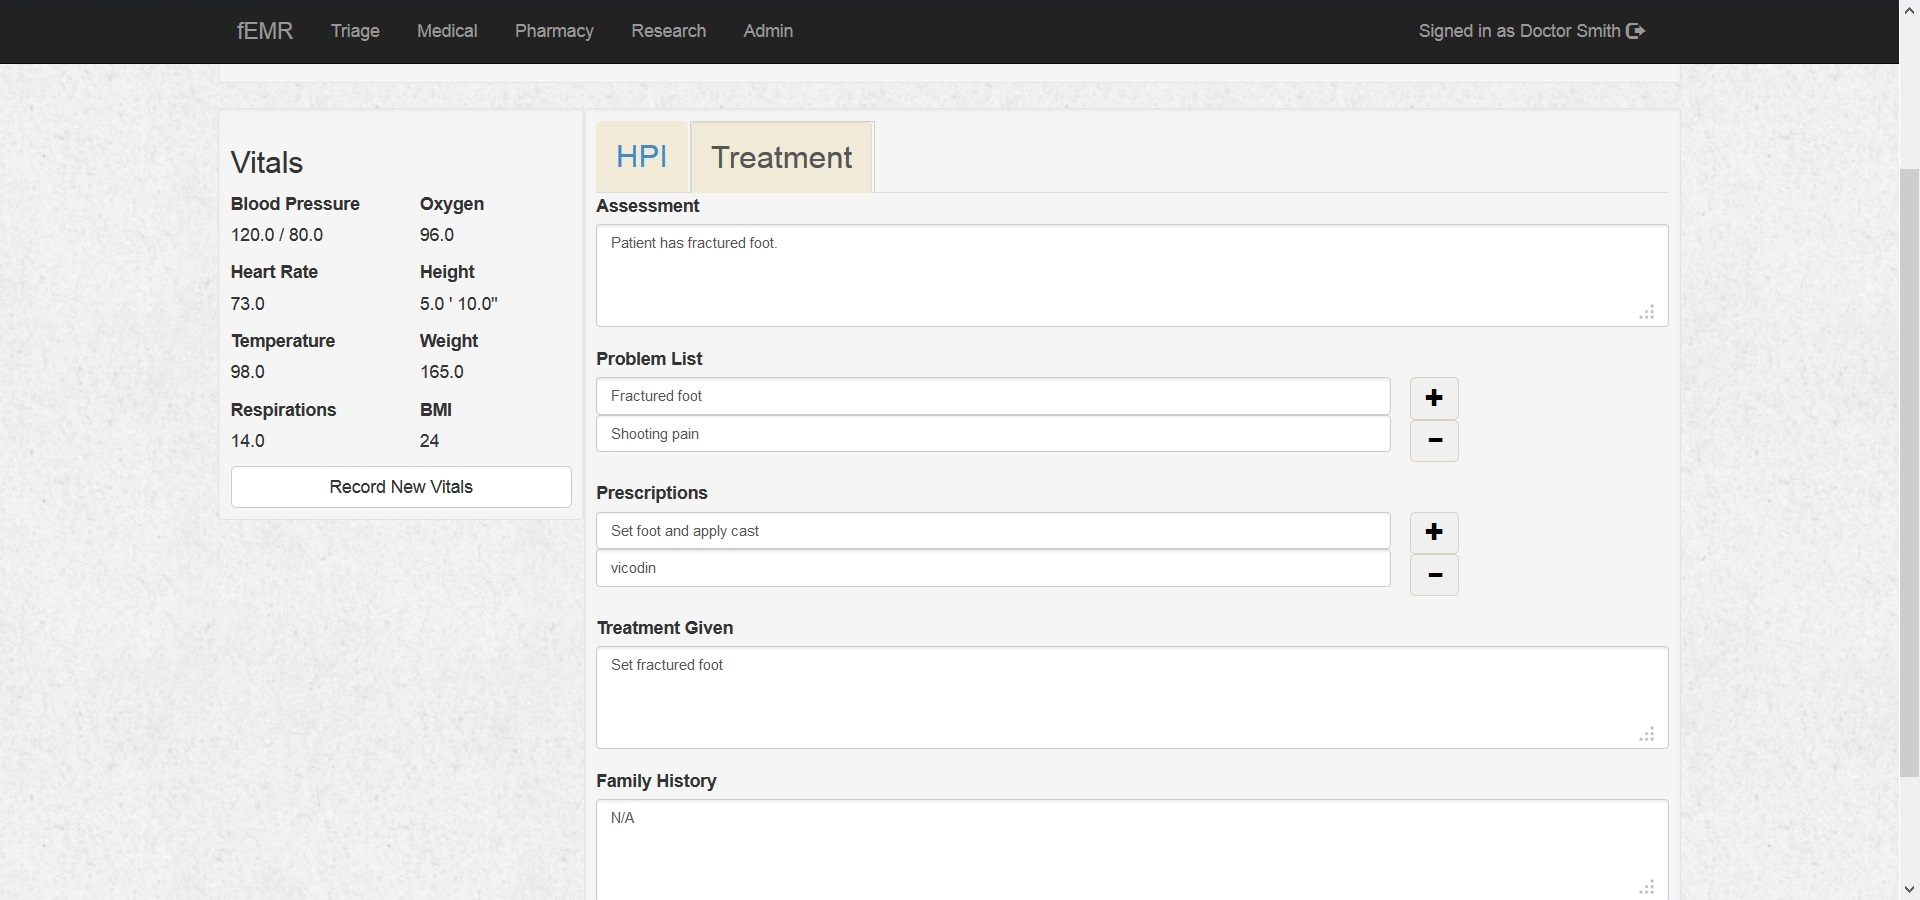 fEMR Triage Medical Pharmacy Research Admin Signed in as Doctor Smith
Vitals
Blood Pressure Oxygen
120.0 / 80.0 96.0
Heart Rate Height
73.0 5.0 ' 10.0"
Temperature Weight
98.0 165.0
Respirations BMI
14.0 24
Record New Vitals
HPI Treatment
Assessment
Patient has fractured foot.
Problem List
Fractured foot
Shooting pain
Prescriptions
Set foot and apply cast
vicodin
Treatment Given
Set fractured foot
Family History
N/A